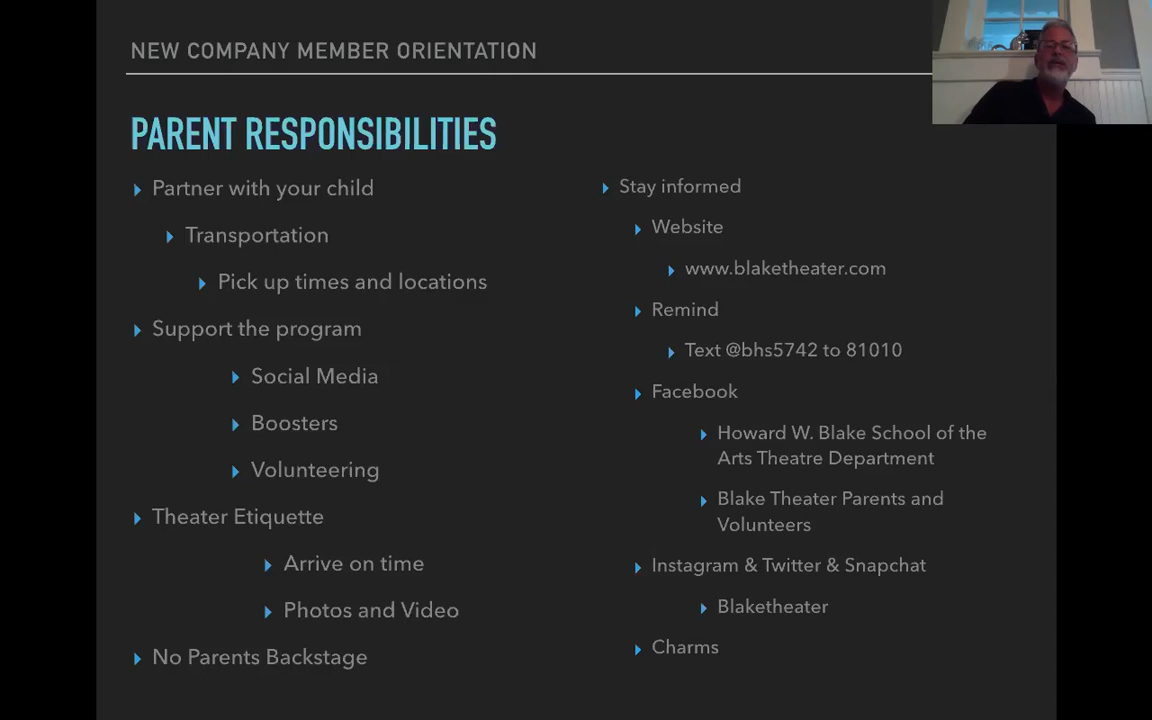 NEW COMPANY MEMBER ORIENTATION
PARENT RESPONSIBILITIES
Partner with your child
Transportation
Pick up times and locations
Support the program
Social Media
Boosters
Volunteering
Theater Etiquette
Arrive on time
Photos and Video
No Parents Backstage
Stay informed
Website
www.blaketheater.com
Remind
Text @bhs5742 to 81010
Facebook
Howard W. Blake School of the
Arts Theatre Department
Blake Theater Parents and
Volunteers
Instagram & Twitter & Snapchat
Blaketheater
Charms